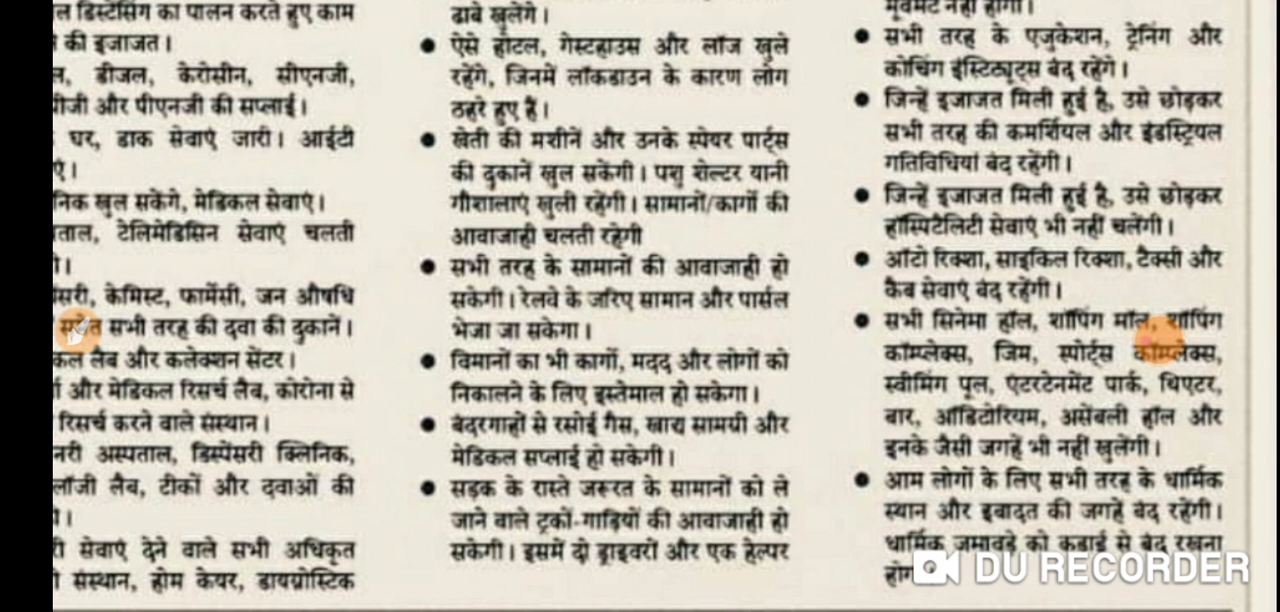 ल डिस्टेंसिंग का पालन करते हुए काम
की इजाजत।
ल, डीजल, केरोसीन, सीएनजी,
पीजी और पीएनजी की सप्लाई।
घर, डाक सेवाएं जारी। आईटी
एं।
निक खुल सकेंगे, मेडिकल सेवाएं।
ताल, टेलिमेडिसिन सेवाएं चलती
ी।
सरी, केमिस्ट, फार्मेसी, जन औषधि
समेत सभी तरह की दवा की दुकानें।
कल लैब और कलेक्शन सेंटर।
और मेडिकल रिसर्च लैब, कोरोना से
रिसर्च करने वाले संस्थान।
नरी अस्पताल, डिस्पेंसरी क्लिनिक,
लॉजी लैब, टीकों और दवाओं की
ी।
ी सेवाएं देने वाले सभी अधिकृत
संस्थान, होम केयर, डायग्नोस्टिक
ढाबे खुलेंगे।
● ऐसे होटल, गेस्टहाउस और लॉज खुले
रहेंगे, जिनमें लॉकडाउन के कारण लोग
ठहरे हुए हैं।
● खेती की मशीनें और उनके स्पेयर पार्ट्स
की दुकानें खुल सकेंगी। पशु शेल्टर यानी
गौशालाएं खुली रहेंगी। सामानों/कार्गो की
आवाजाही चलती रहेगी
● सभी तरह के सामानों की आवाजाही हो
सकेगी। रेलवे के जरिए सामान और पार्सल
भेजा जा सकेगा।
● विमानों का भी कार्गो, मदद और लोगों को
निकालने के लिए इस्तेमाल हो सकेगा।
● बंदरगाहों से रसोई गैस, खाद्य सामग्री और
मेडिकल सप्लाई हो सकेगी।
● सड़क के रास्ते जरूरत के सामानों को ले
जाने वाले ट्रकों-गाड़ियों की आवाजाही हो
सकेगी। इसमें दो ड्राइवरों और एक हेल्पर
मूवमेंट नहीं होगा।
● सभी तरह के एजुकेशन, ट्रेनिंग और
कोचिंग इंस्टिट्यूट्स बंद रहेंगे।
● जिन्हें इजाजत मिली हुई है, उसे छोड़कर
सभी तरह की कमर्शियल और इंडस्ट्रियल
गतिविधियां बंद रहेंगी।
● जिन्हें इजाजत मिली हुई है, उसे छोड़कर
हॉस्पिटैलिटी सेवाएं भी नहीं चलेंगी।
● ऑटो रिक्शा, साइकिल रिक्शा, टैक्सी और
कैब सेवाएं बंद रहेंगी।
● सभी सिनेमा हॉल, शॉपिंग मॉल, शॉपिंग
कॉम्प्लेक्स, जिम, स्पोर्ट्स कॉम्प्लेक्स,
स्वीमिंग पूल, एंटरटेनमेंट पार्क, थिएटर,
बार, ऑडिटोरियम, असेंबली हॉल और
इनके जैसी जगहें भी नहीं खुलेंगी।
● आम लोगों के लिए सभी तरह के धार्मिक
स्थान और इबादत की जगहें बंद रहेंगी।
धार्मिक जमावड़े को कड़ाई से बंद रखना
DU RECORDER